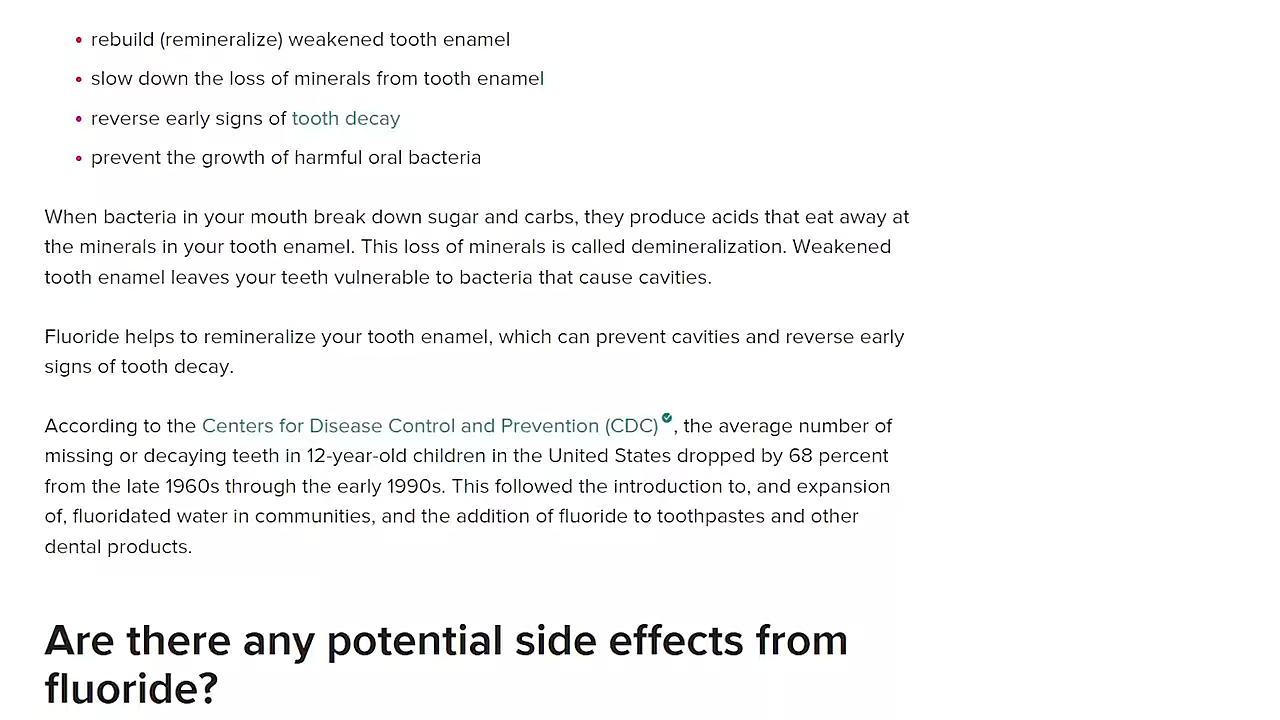 rebuild (remineralize) weakened tooth enamel
slow down the loss of minerals from tooth enamel
reverse early signs of tooth decay
prevent the growth of harmful oral bacteria
When bacteria in your mouth break down sugar and carbs, they produce acids that eat away at
the minerals in your tooth enamel. This loss of minerals is called demineralization. Weakened
tooth enamel leaves your teeth vulnerable to bacteria that cause cavities.
Fluoride helps to remineralize your tooth enamel, which can prevent cavities and reverse early
signs of tooth decay.
According to the Centers for Disease Control and Prevention (CDC), the average number of
missing or decaying teeth in 12-year-old children in the United States dropped by 68 percent
from the late 1960s through the early 1990s. This followed the introduction to, and expansion
of, fluoridated water in communities, and the addition of fluoride to toothpastes and other
dental products.
Are there any potential side effects from
fluoride?